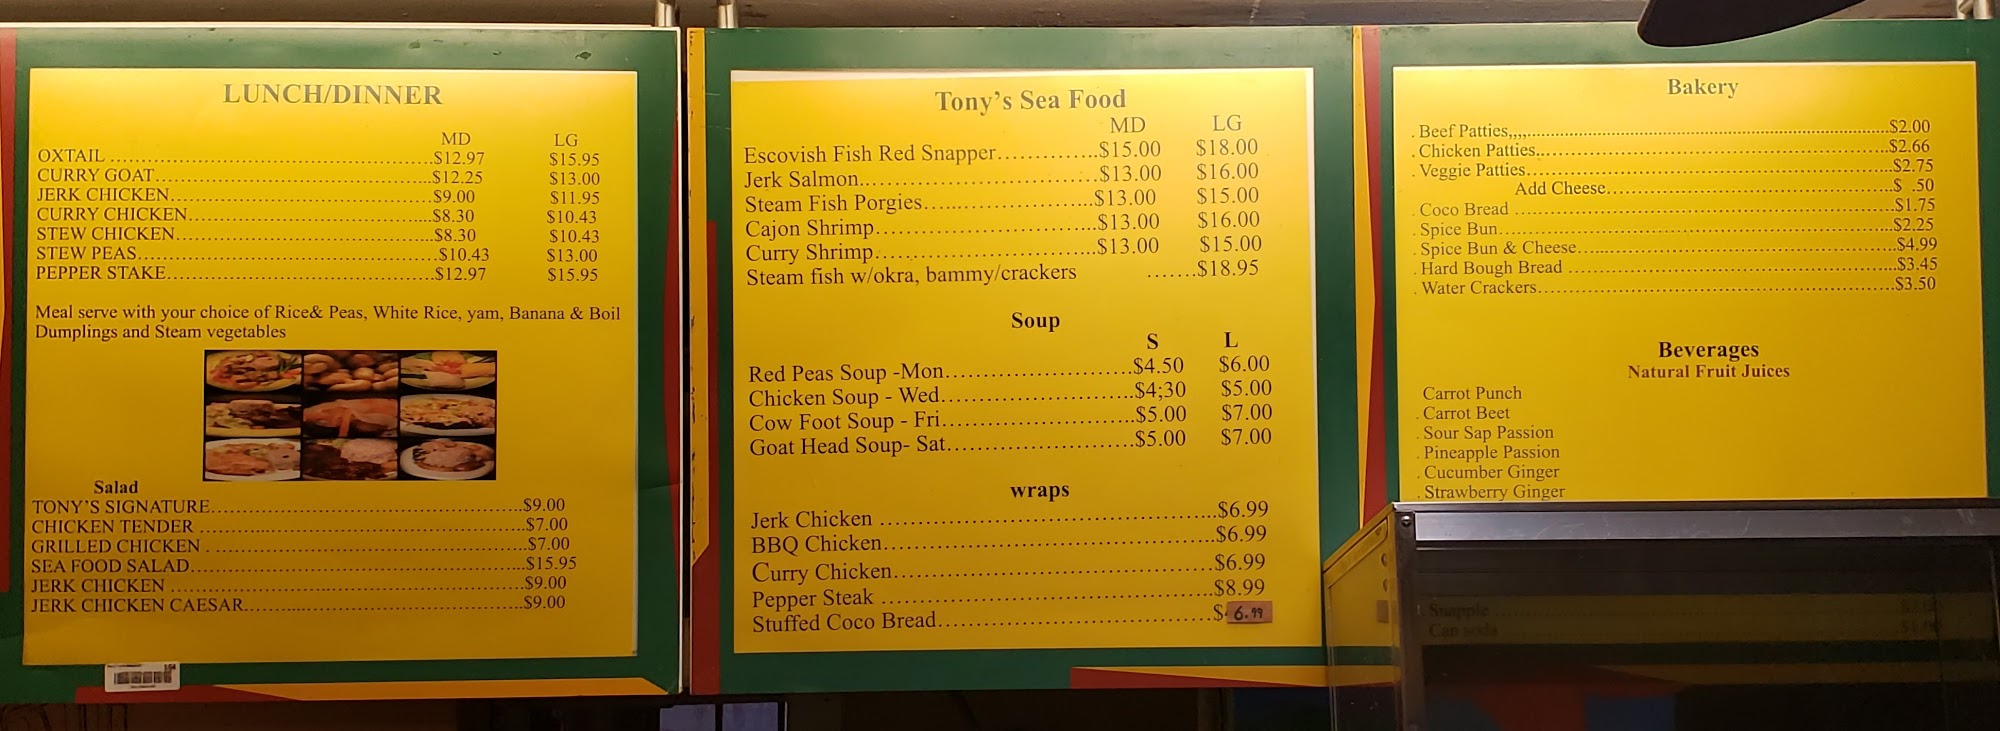 LUNCH/DINNER
MD LG
OXTAIL ..........$12.97 $15.95
CURRY GOAT..........$12.25 $13.00
JERK CHICKEN..........$9.00 $11.95
CURRY CHICKEN..........$8.30 $10.43
STEW CHICKEN..........$8.30 $10.43
STEW PEAS..........$10.43 $13.00
PEPPER STAKE..........$12.97 $15.95
Meal serve with your choice of Rice& Peas, White Rice, yam, Banana & Boil
Dumplings and Steam vegetables
Salad
TONY'S SIGNATURE..........$9.00
CHICKEN TENDER ..........$7.00
GRILLED CHICKEN ..........$7.00
SEA FOOD SALAD..........$15.95
JERK CHICKEN ..........$9.00
JERK CHICKEN CAESAR..........$9.00
Tony's Sea Food
MD LG
Escovish Fish Red Snapper..........$15.00 $18.00
Jerk Salmon..........$13.00 $16.00
Steam Fish Porgies..........$13.00 $15.00
Cajon Shrimp..........$13.00 $16.00
Curry Shrimp..........$13.00 $15.00
Steam fish w/okra, bammy/crackers .......$18.95
Soup
S L
Red Peas Soup -Mon..........$4.50 $6.00
Chicken Soup - Wed..........$4;30 $5.00
Cow Foot Soup - Fri..........$5.00 $7.00
Goat Head Soup- Sat..........$5.00 $7.00
wraps
Jerk Chicken ..........$6.99
BBQ Chicken..........$6.99
Curry Chicken..........$6.99
Pepper Steak ..........$8.99
Stuffed Coco Bread..........$ 6.99
Bakery
. Beef Patties,,,,..........$2.00
. Chicken Patties..........$2.66
. Veggie Patties..........$2.75
Add Cheese..........$ .50
. Coco Bread ..........$1.75
. Spice Bun..........$2.25
. Spice Bun & Cheese..........$4.99
. Hard Bough Bread ..........$3.45
. Water Crackers..........$3.50
Beverages
Natural Fruit Juices
Carrot Punch
. Carrot Beet
. Sour Sap Passion
. Pineapple Passion
. Cucumber Ginger
. Strawberry Ginger
Snapple
Can soda